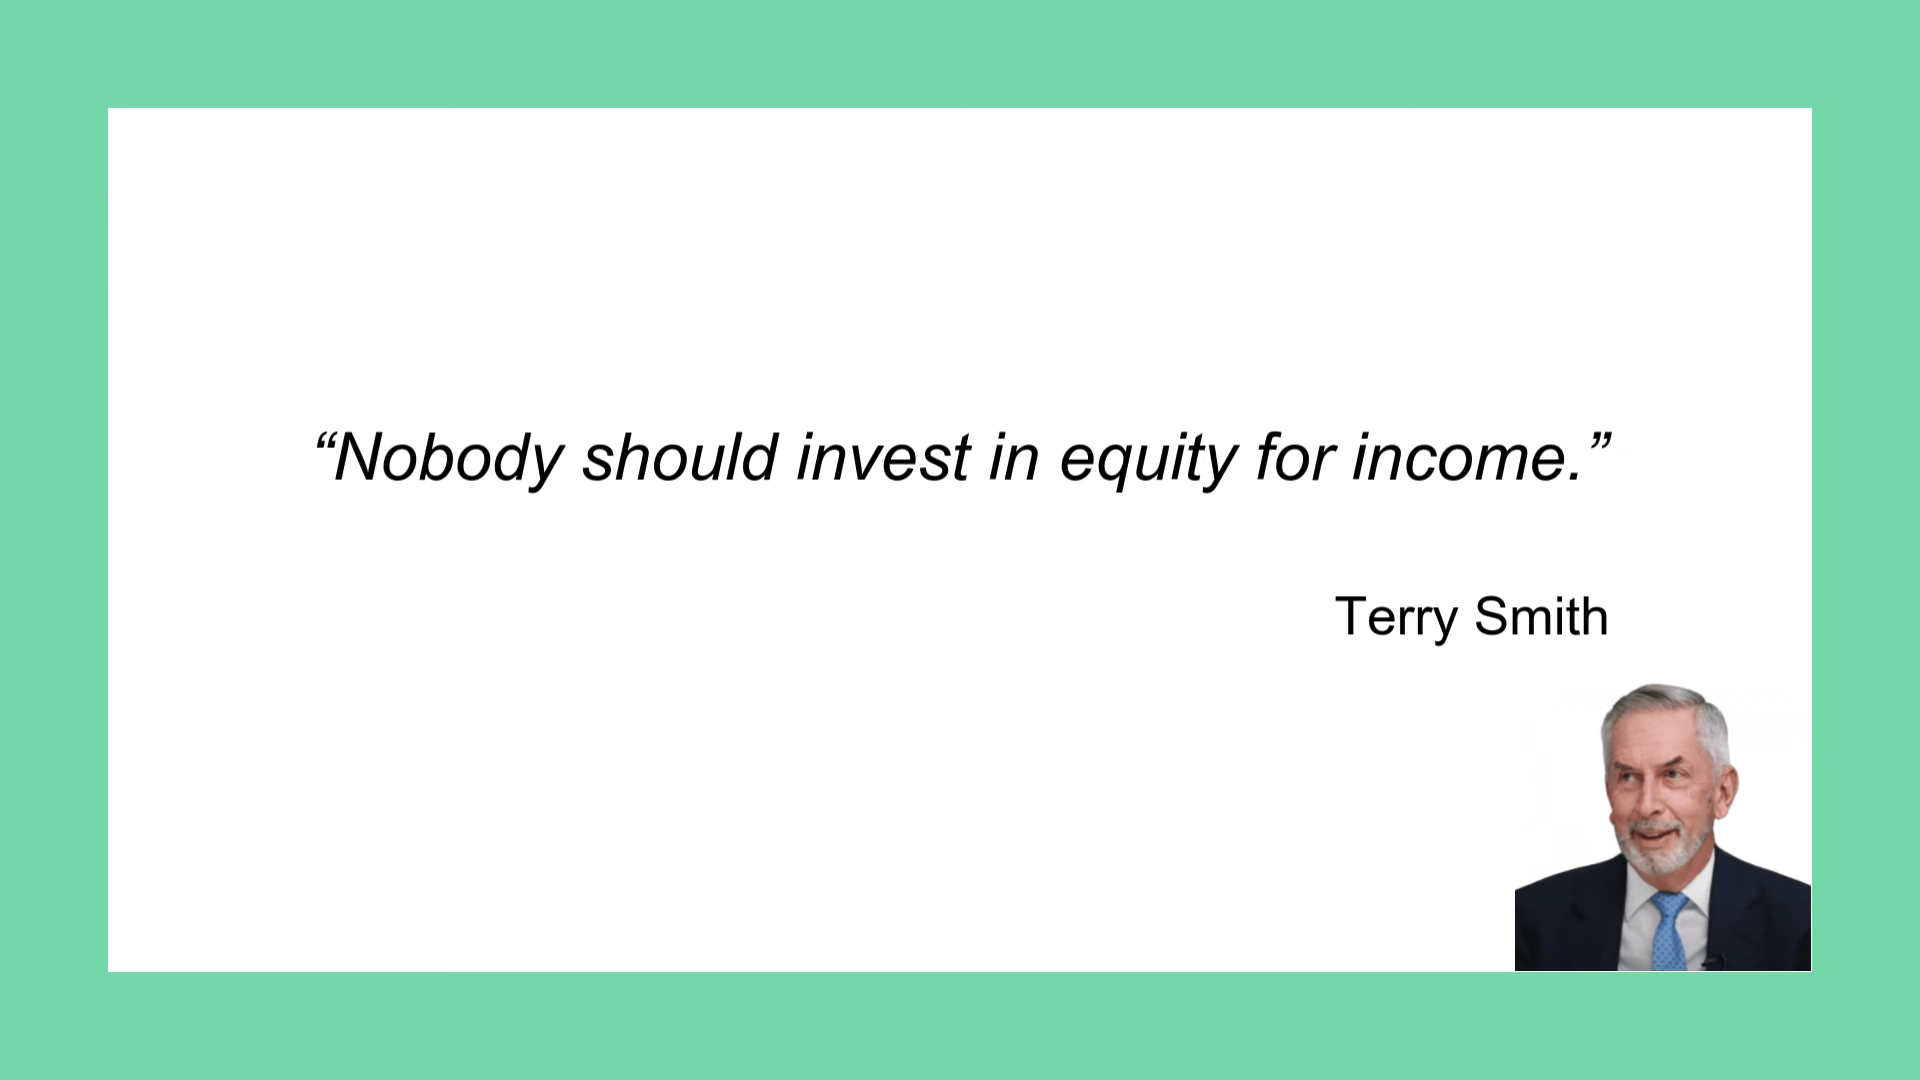 “Nobody should invest in equity for income.”
Terry Smith